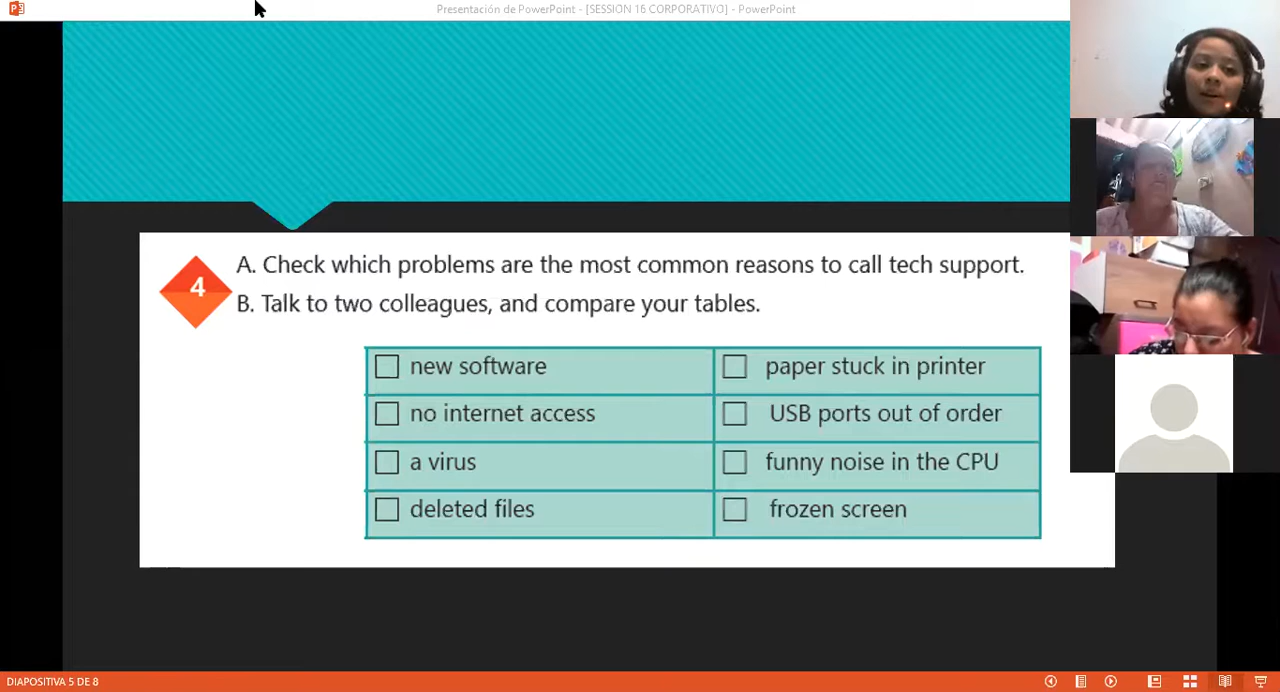 Presentación de PowerPoint - [SESSION 16 CORPORATIVO] - PowerPoint
4
A. Check which problems are the most common reasons to call tech support.
B. Talk to two colleagues, and compare your tables.
new software
paper stuck in printer
no internet access
USB ports out of order
a virus
funny noise in the CPU
deleted files
frozen screen
DIAPOSITIVA 5 DE 8